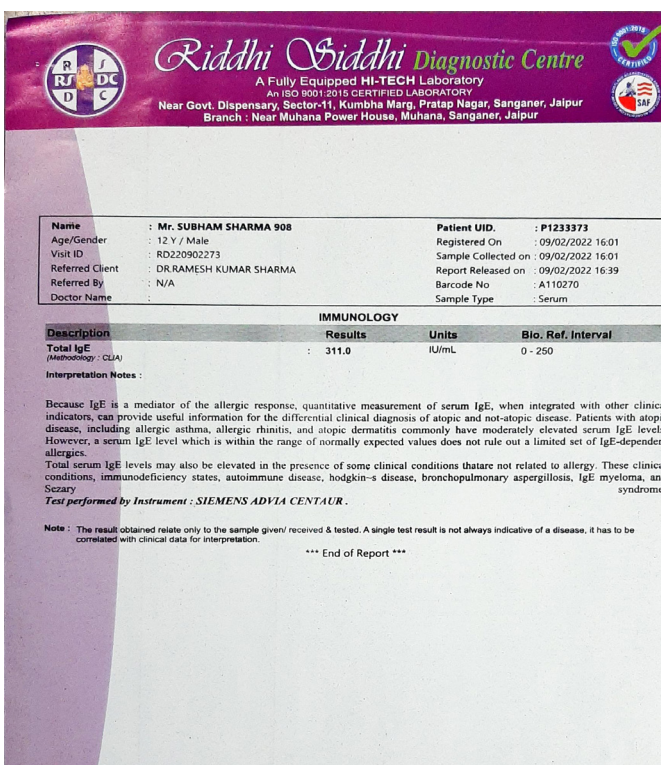 R S
RS DC
D C
Riddhi Siddhi Diagnostic Centre
A Fully Equipped HI-TECH Laboratory
An ISO 9001:2015 CERTIFIED LABORATORY
Near Govt. Dispensary, Sector-11, Kumbha Marg, Pratap Nagar, Sanganer, Jaipur
Branch : Near Muhana Power House, Muhana, Sanganer, Jaipur
ISO 9001:2015
CERTIFIED
SAF
Name : Mr. SUBHAM SHARMA 908 Patient UID. : P1233373
Age/Gender : 12 Y / Male Registered On : 09/02/2022 16:01
Visit ID : RD220902273 Sample Collected on : 09/02/2022 16:01
Referred Client : DR.RAMESH KUMAR SHARMA Report Released on : 09/02/2022 16:39
Referred By : N/A Barcode No : A110270
Doctor Name : Sample Type : Serum
IMMUNOLOGY
Description Results Units Bio. Ref. Interval
Total IgE : 311.0 IU/mL 0 - 250
(Methodology : CLIA)
Interpretation Notes :
Because IgE is a mediator of the allergic response, quantitative measurement of serum IgE, when integrated with other clinica
indicators, can provide useful information for the differential clinical diagnosis of atopic and not-atopic disease. Patients with atopi
disease, including allergic asthma, allergic rhinitis, and atopic dermatitis commonly have moderately elevated serum IgE level
However, a serum IgE level which is within the range of normally expected values does not rule out a limited set of IgE-depende
allergies.
Total serum IgE levels may also be elevated in the presence of some clinical conditions thatare not related to allergy. These clinica
conditions, immunodeficiency states, autoimmune disease, hodgkin~s disease, bronchopulmonary aspergillosis, IgE myeloma, an
Sezary syndrome
Test performed by Instrument : SIEMENS ADVIA CENTAUR .
Note : The result obtained relate only to the sample given/ received & tested. A single test result is not always indicative of a disease, it has to be
correlated with clinical data for interpretation.
*** End of Report ***